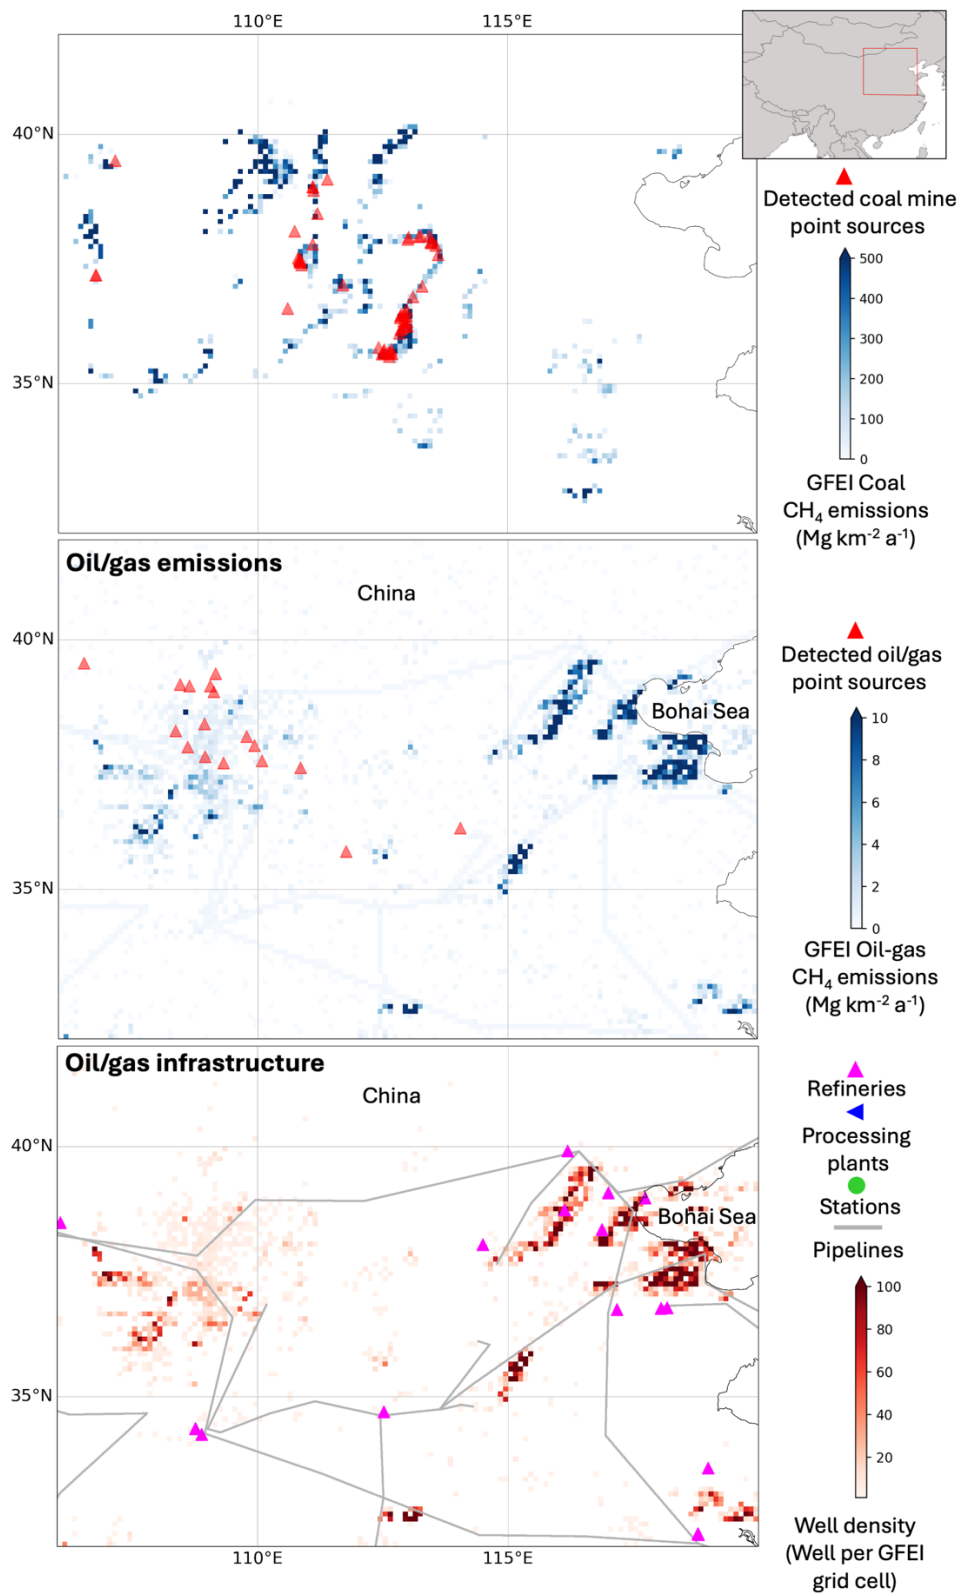 110°E
115°E
40°N
35°N
Detected coal mine
point sources
500
400
300
200
100
0
GFEI Coal
CH₄ emissions
(Mg km⁻² a⁻¹)
Oil/gas emissions
China
40°N
Bohai Sea
35°N
Detected oil/gas
point sources
10
8
6
4
2
0
GFEI Oil-gas
CH₄ emissions
(Mg km⁻² a⁻¹)
Oil/gas infrastructure
China
40°N
Bohai Sea
35°N
110°E
115°E
Refineries
Processing
plants
Stations
Pipelines
100
80
60
40
20
Well density
(Well per GFEI
grid cell)